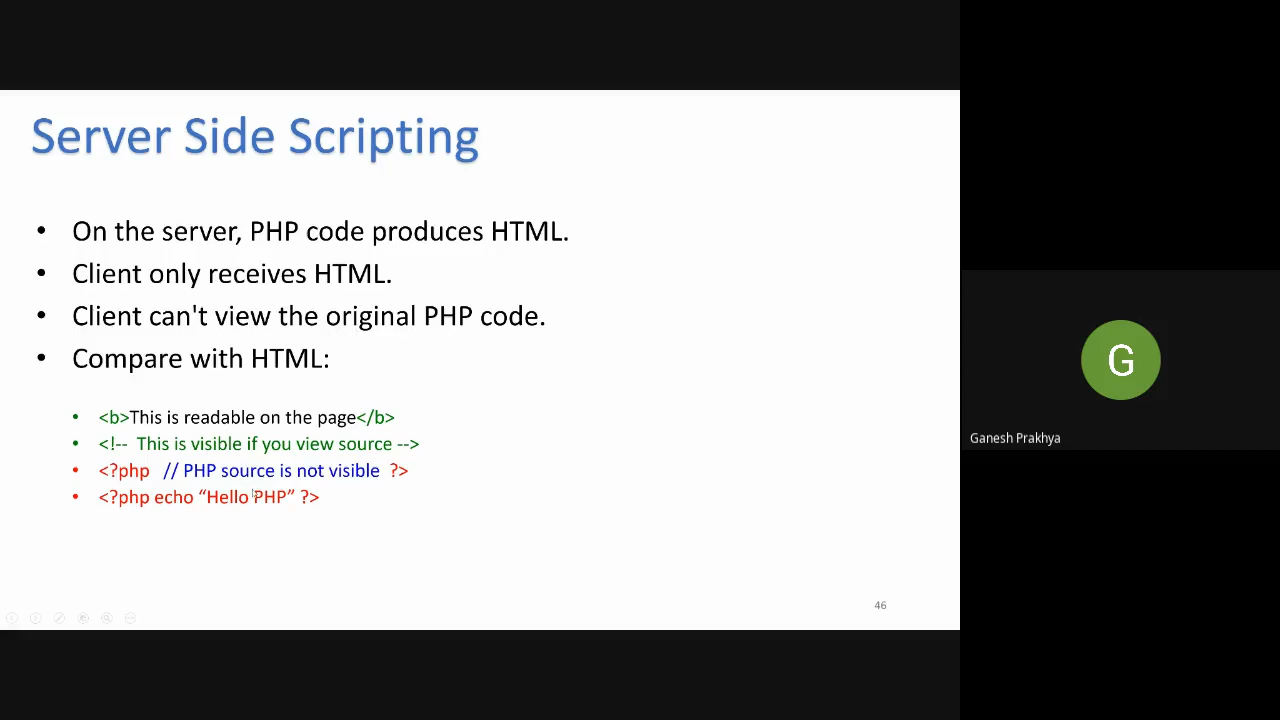 Server Side Scripting
• On the server, PHP code produces HTML.
• Client only receives HTML.
• Client can't view the original PHP code.
• Compare with HTML:
• <b>This is readable on the page</b>
• <!-- This is visible if you view source -->
• <?php // PHP source is not visible ?>
• <?php echo “Hello PHP” ?>
46
G
Ganesh Prakhya